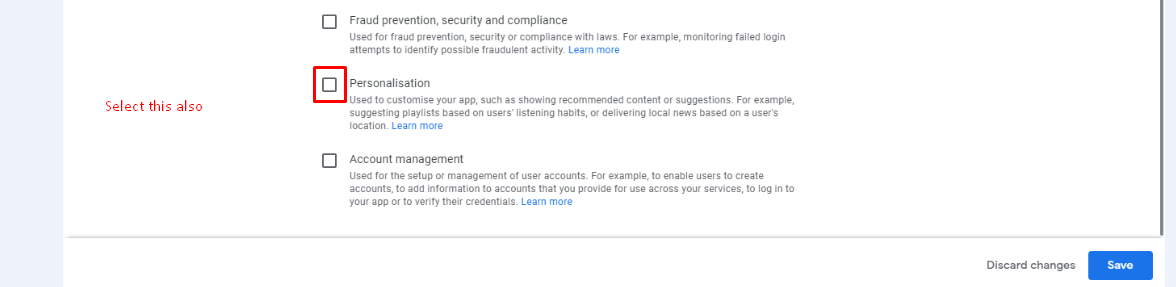 Fraud prevention, security and compliance
Used for fraud prevention, security or compliance with laws. For example, monitoring failed login
attempts to identify possible fraudulent activity. Learn more
Personalisation
Select this also
Used to customise your app, such as showing recommended content or suggestions. For example,
suggesting playlists based on users' listening habits, or delivering local news based on a user's
location. Learn more
Account management
Used for the setup or management of user accounts. For example, to enable users to create
accounts, to add information to accounts that you provide for use across your services, to log in to
your app or to verify their credentials. Learn more
Discard changes
Save